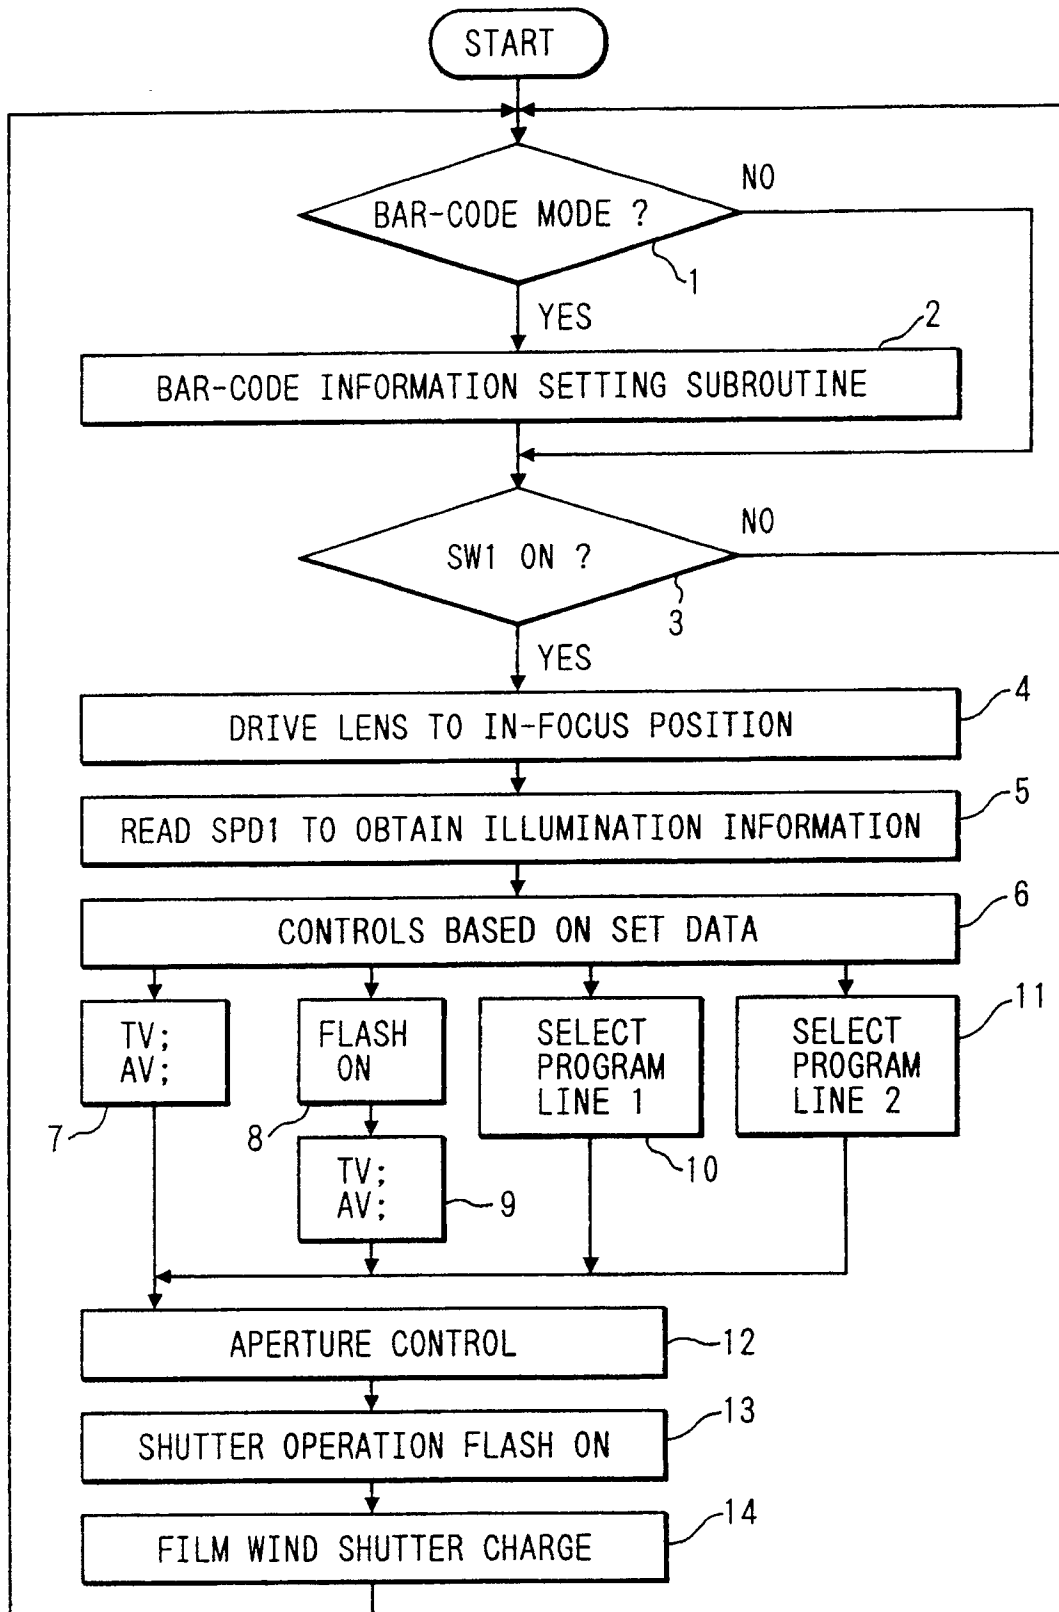 START
NO
BAR-CODE MODE ?
1
YES
2
BAR-CODE INFORMATION SETTING SUBROUTINE
NO
SW1 ON ?
3
YES
4
DRIVE LENS TO IN-FOCUS POSITION
5
READ SPD1 TO OBTAIN ILLUMINATION INFORMATION
6
CONTROLS BASED ON SET DATA
TV;
AV;
7
FLASH
ON
8
TV;
AV;
9
SELECT
PROGRAM
LINE 1
10
SELECT
PROGRAM
LINE 2
11
APERTURE CONTROL
12
SHUTTER OPERATION FLASH ON
13
FILM WIND SHUTTER CHARGE
14